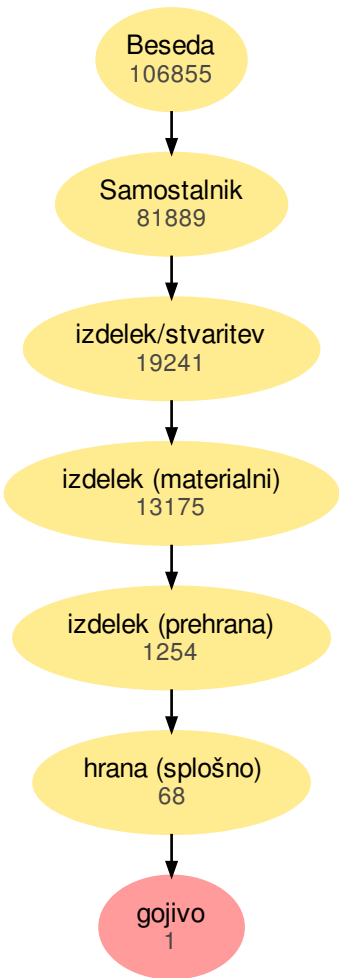 Beseda
106855
Samostalnik
81889
izdelek/stvaritev
19241
izdelek (materialni)
13175
izdelek (prehrana)
1254
hrana (splošno)
68
gojivo
1